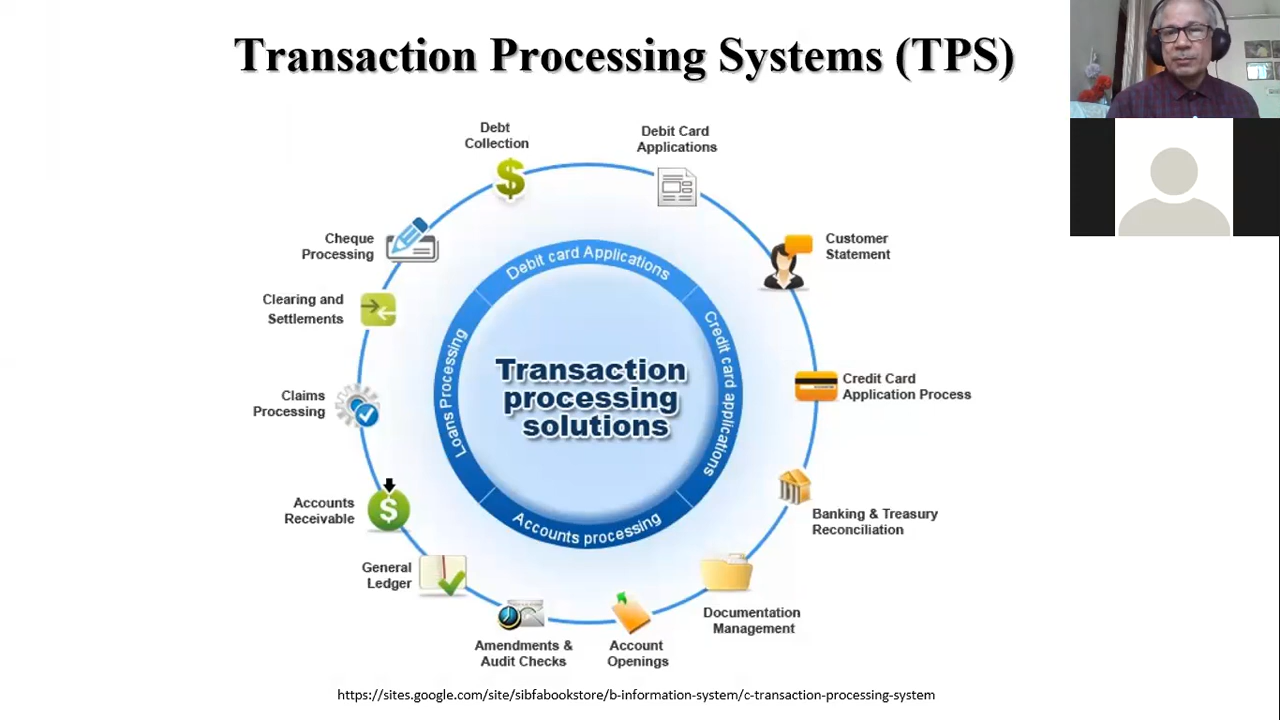 Transaction Processing Systems (TPS)
Debt
Collection
Debit Card
Applications
Customer
Statement
Credit Card
Application Process
Banking & Treasury
Reconciliation
Documentation
Management
Account
Openings
Amendments &
Audit Checks
General
Ledger
Accounts
Receivable
Claims
Processing
Clearing and
Settlements
Cheque
Processing
Debit card Applications
Credit card applications
Accounts processing
Loans Processing
Transaction
processing
solutions
https://sites.google.com/site/sibfabookstore/b-information-system/c-transaction-processing-system